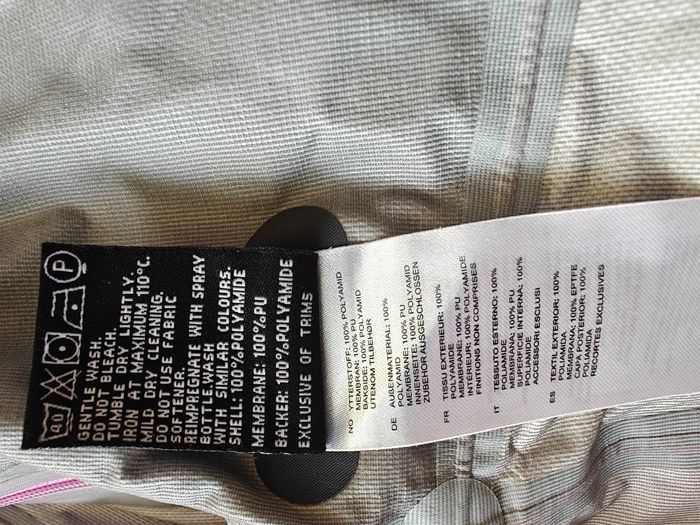 GENTLE WASH.
DO NOT BLEACH.
TUMBLE DRY LIGHTLY.
IRON AT MAXIMUM 110°C.
MILD DRY CLEANING.
DO NOT USE FABRIC
SOFTENER.
REIMPREGNATE WITH SPRAY
BOTTLE.WASH
WITH SIMILAR COLOURS.
SHELL:100%POLYAMIDE
MEMBRANE:100%PU
BACKER:100%POLYAMIDE
EXCLUSIVE OF TRIMS
NO YTTERSTOFF: 100% POLYAMID
MEMBRAN: 100% PU
BAKSIDE: 100% POLYAMID
UTENOM TILBEHØR
DE AUßENMATERIAL: 100%
POLYAMID
MEMBRANE: 100% PU
INNENSEITE: 100% POLYAMID
ZUBEHÖR AUSGESCHLOSSEN
FR TISSU EXTERIEUR: 100%
POLYAMIDE
MEMBRANE: 100% PU
INTÉRIEUR: 100% POLYAMIDE
FINITIONS NON COMPRISES
IT TESSUTO ESTERNO: 100%
POLIAMIDE
MEMBRANA: 100% PU
SUPERFICIE INTERNA: 100%
POLIAMIDE
ACCESSORI ESCLUSI
ES TEXTIL EXTERIOR: 100%
POLIAMIDA
MEMBRANA: 100% EPTFE
CAPA POSTERIOR: 100%
POLIAMIDA
RECORTES EXCLUSIVES